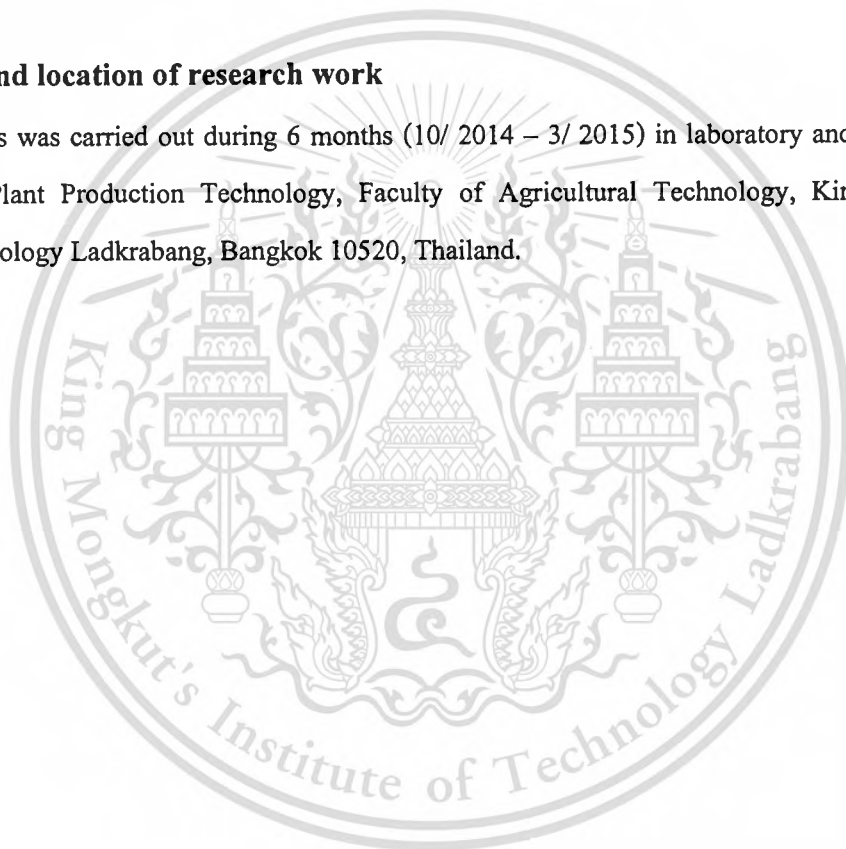 nd location of research work
s was carried out during 6 months (10/ 2014 – 3/ 2015) in laboratory and
Plant Production Technology, Faculty of Agricultural Technology, Kin
ology Ladkrabang, Bangkok 10520, Thailand.
King Mongkut's Institute of Technology Ladkrabang